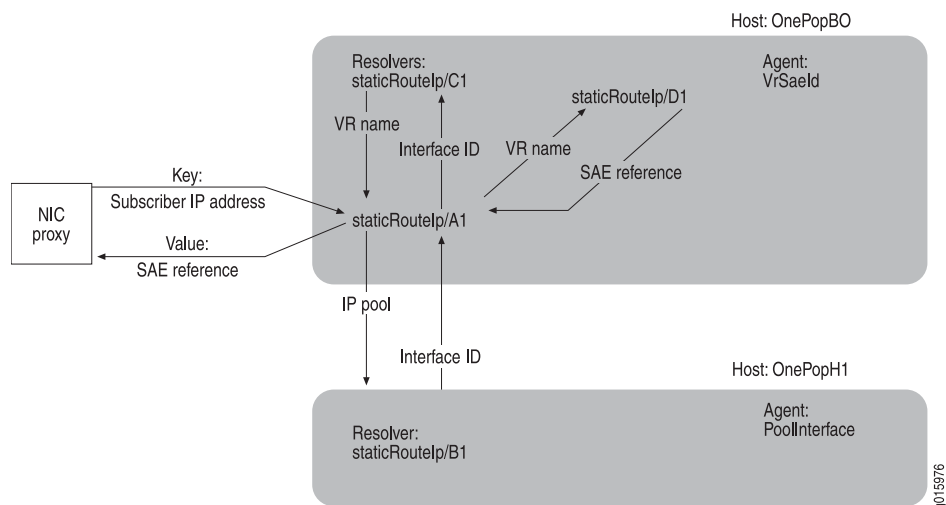 Host: OnePopBO
Resolvers:
staticRouteIp/C1
Agent:
VrSaeId
staticRouteIp/D1
VR name
Interface ID
VR name
SAE reference
Key:
Subscriber IP address
NIC
proxy
staticRouteIp/A1
Value:
SAE reference
IP pool
Interface ID
Host: OnePopH1
Agent:
PoolInterface
Resolver:
staticRouteIp/B1
g015976